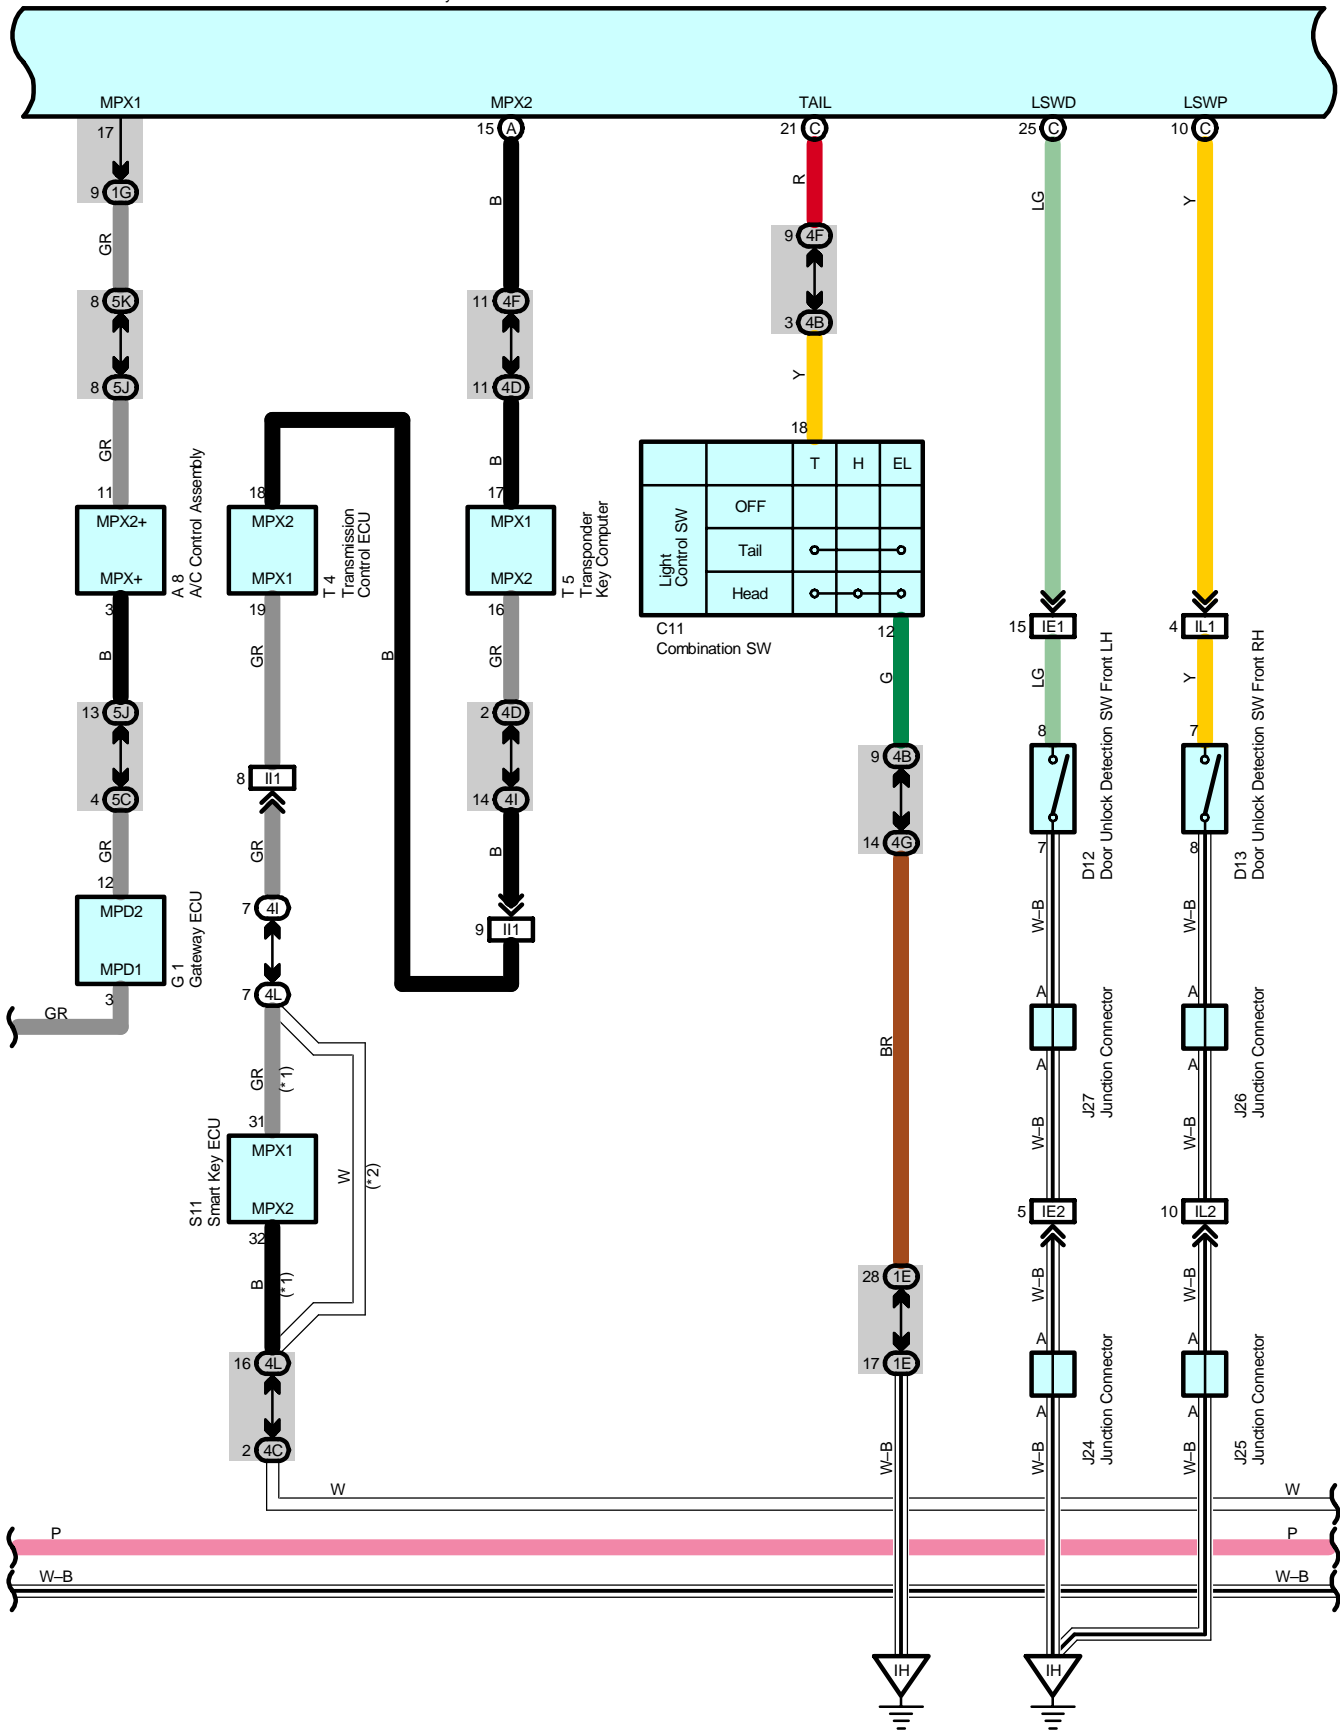 MPX1 MPX2 TAIL LSWD LSWP
17 15 A 21 C 25 C 10 C
9 1G
R
B LG Y
GR
9 4F
8 5K 11 4F
3 4B
Y
8 5J 11 4D
18
GR B
T H EL
11 18 17
Light Control SW
OFF
Tail
Head
MPX2+ MPX2 MPX1
MPX+ MPX1 MPX2
A 8
A/C Control Assembly
T 4
Transmission
Control ECU
T 5
Transponder
Key Computer
3 19 16
C11
Combination SW
12
15 IE1 4 IL1
B GR B GR G LG Y
13 5J 2 4D
8 7
9 4B
8 II1
4 5C 14 4I
14 4G
D12
Door Unlock Detection SW Front LH
D13
Door Unlock Detection SW Front RH
7 8
GR GR B
12
7 4I
MPD2
MPD1
G 1
Gateway ECU
9 II1
W–B W–B
3
7 4L
A A
GR
A A
J27
Junction Connector
J26
Junction Connector
BR
GR
(*1)
31
W–B W–B
MPX1
MPX2
S11
Smart Key ECU
W
(*2)
32
5 IE2 10 IL2
B
(*1)
28 1E
W–B W–B
16 4L
17 1E
A A
2 4C
A A
J24
Junction Connector
J25
Junction Connector
W–B W–B W–B
W W
P P
W–B W–B
IH IH